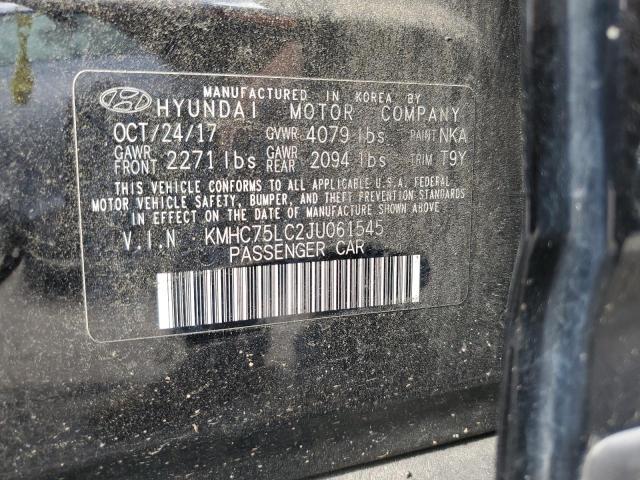 MANUFACTURED IN KOREA BY
HYUNDAI MOTOR COMPANY
OCT/24/17 GVWR 4079 lbs PAINT NKA
GAWR FRONT 2271 lbs GAWR REAR 2094 lbs TRIM T9Y
THIS VEHICLE CONFORMS TO ALL APPLICABLE U.S.A. FEDERAL
MOTOR VEHICLE SAFETY, BUMPER, AND THEFT PREVENTION STANDARDS
IN EFFECT ON THE DATE OF MANUFACTURE SHOWN ABOVE
V.I.N KMHC75LC2JU061545
PASSENGER CAR